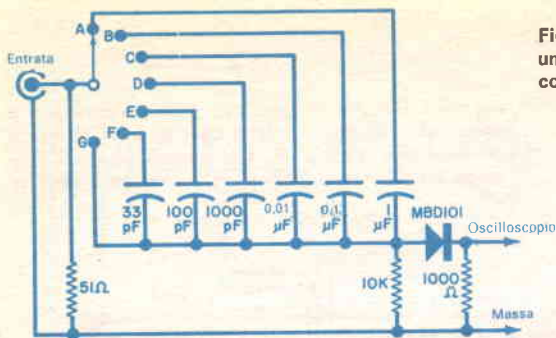 Fi
un
co
Entrata
A
B
C
D
E
F
G
33 pF
100 pF
1000 pF
0,01 µF
0,1 µF
1 µF
MBD101
Oscilloscopio
51Ω
10K
1000 Ω
Massa